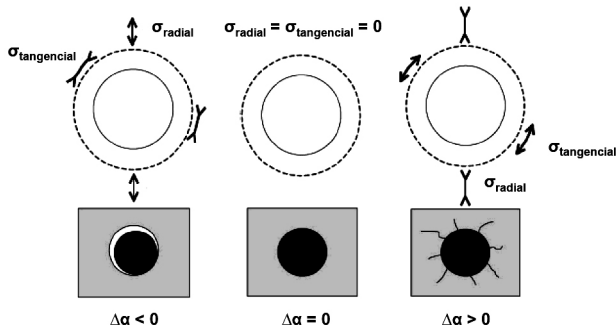 σradial
σtangencial
σradial = σtangencial = 0
σtangencial
σradial
Δα < 0
Δα = 0
Δα > 0